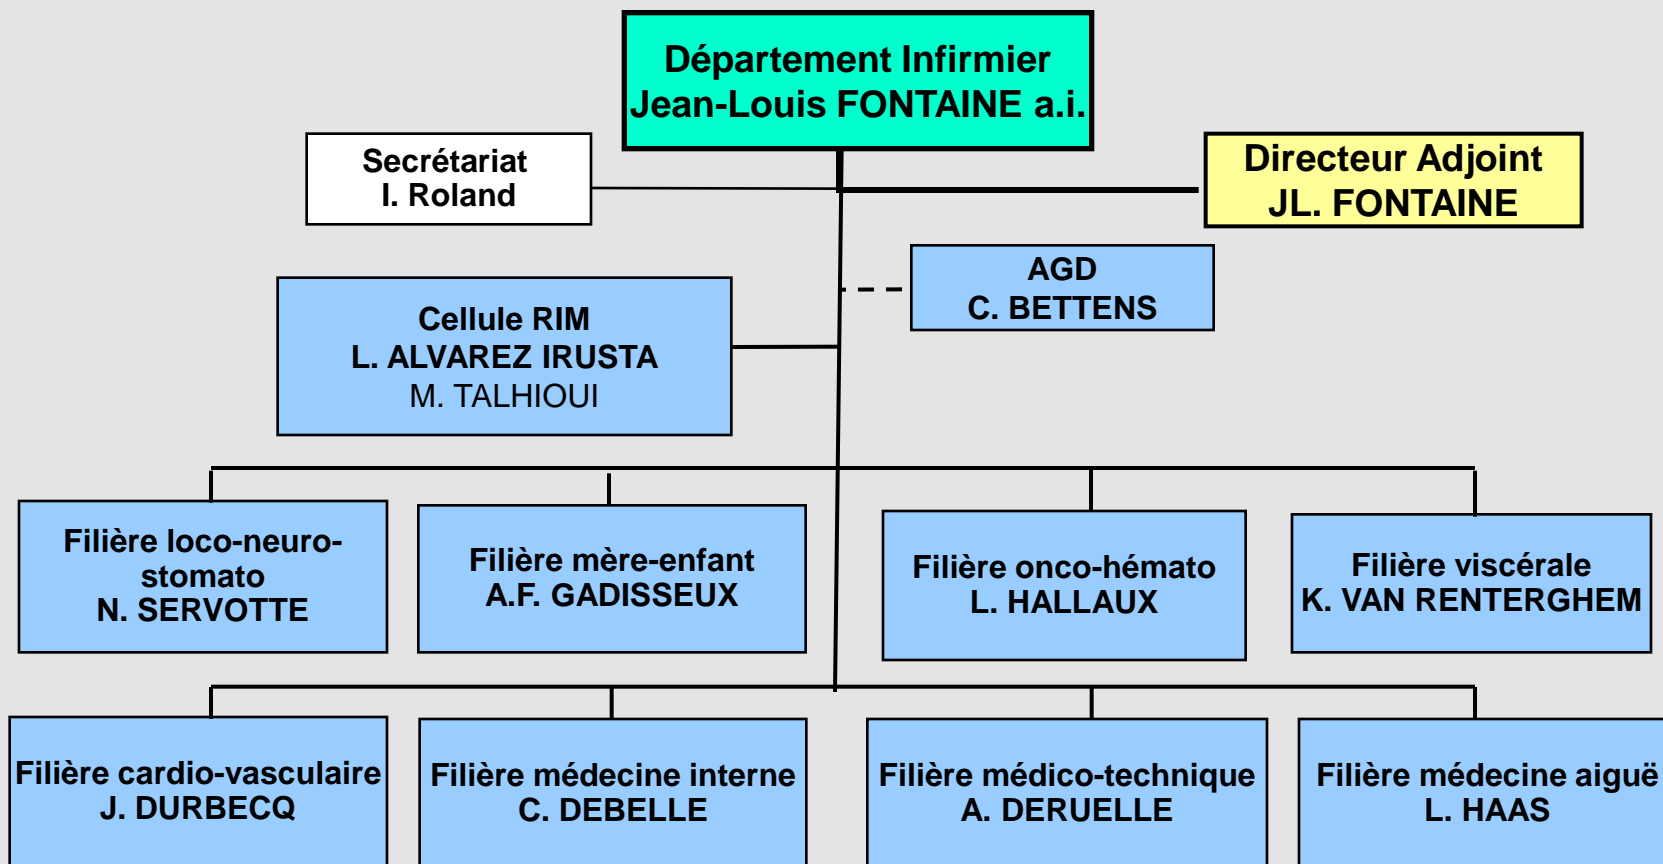 Département Infirmier
Jean-Louis FONTAINE a.i.
Secrétariat
I. Roland
Directeur Adjoint
JL. FONTAINE
AGD
C. BETTENS
Cellule RIM
L. ALVAREZ IRUSTA
M. TALHIOUI
Filière loco-neuro-
stomato
N. SERVOTTE
Filière mère-enfant
A.F. GADISSEUX
Filière onco-hémato
L. HALLAUX
Filière viscérale
K. VAN RENTERGHEM
Filière cardio-vasculaire
J. DURBECQ
Filière médecine interne
C. DEBELLE
Filière médico-technique
A. DERUELLE
Filière médecine aiguë
L. HAAS